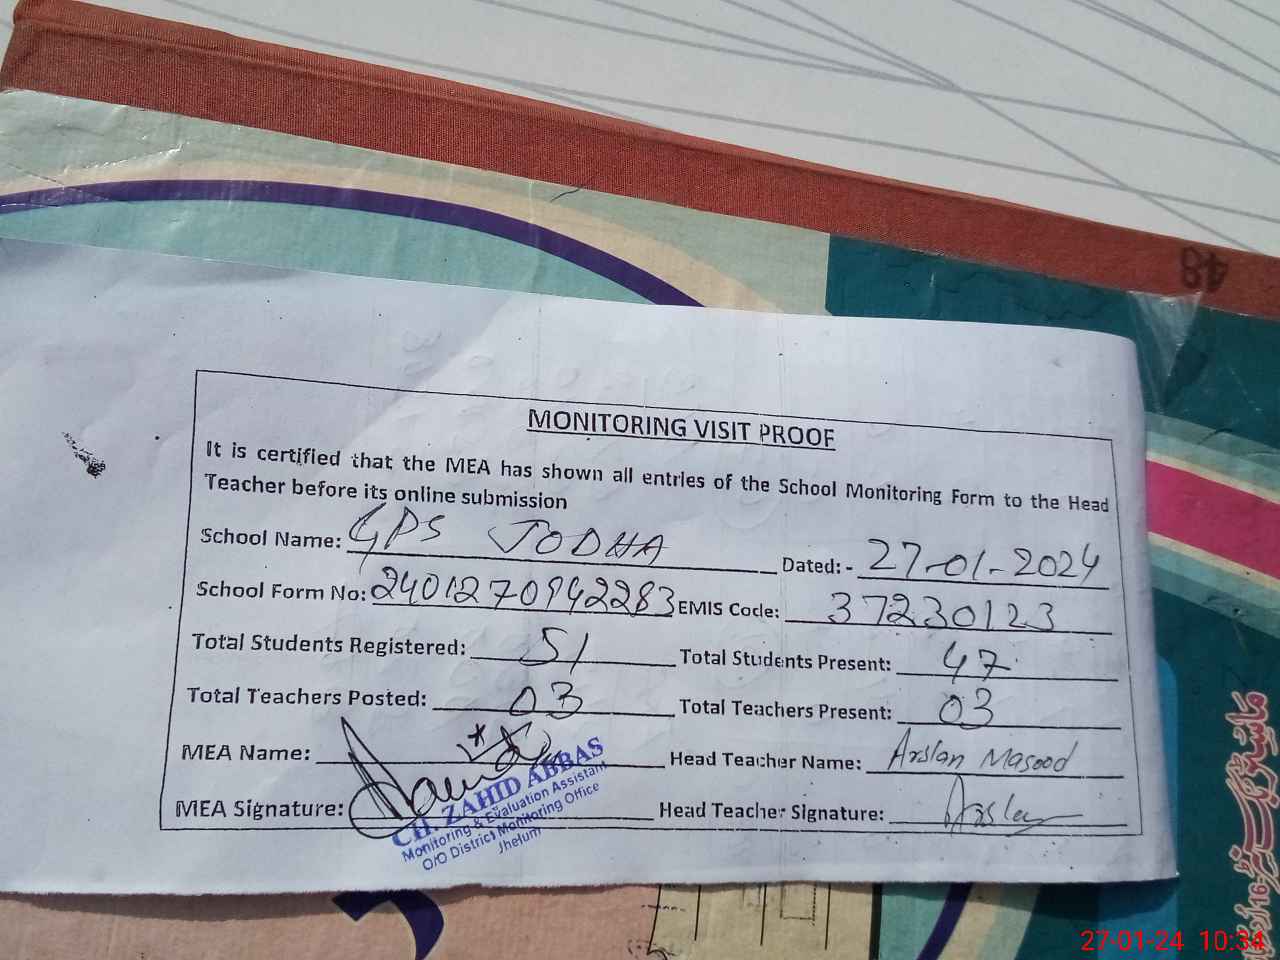 48
MONITORING VISIT PROOF
It is certified that the MEA has shown all entries of the School Monitoring Form to the Head
Teacher before its online submission
School Name: GPS JODHA Dated: - 27-01-2024
School Form No: 2401270942283 EMIS Code: 37230123
Total Students Registered: 51 Total Students Present: 47
Total Teachers Posted: 03 Total Teachers Present: 03
MEA Name: Head Teacher Name: Arslan Masood
MEA Signature: Head Teacher Signature: Arslan
CH. ZAHID ABBAS
Monitoring & Evaluation Assistant
O/O District Monitoring Office
Jhelum
27-01-24 10:34